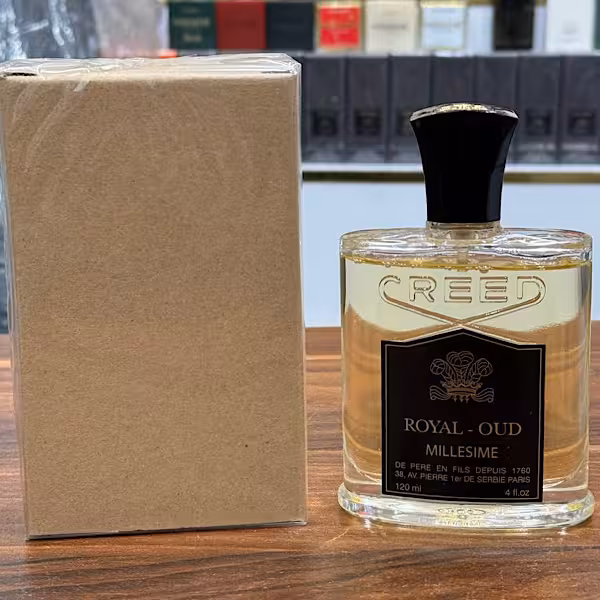 CREED
ROYAL - OUD
MILLESIME
DE PERE EN FILS DEPUIS 1760
38, AV. PIERRE 1er DE SERBIE PARIS
120 ml 4 fl.oz